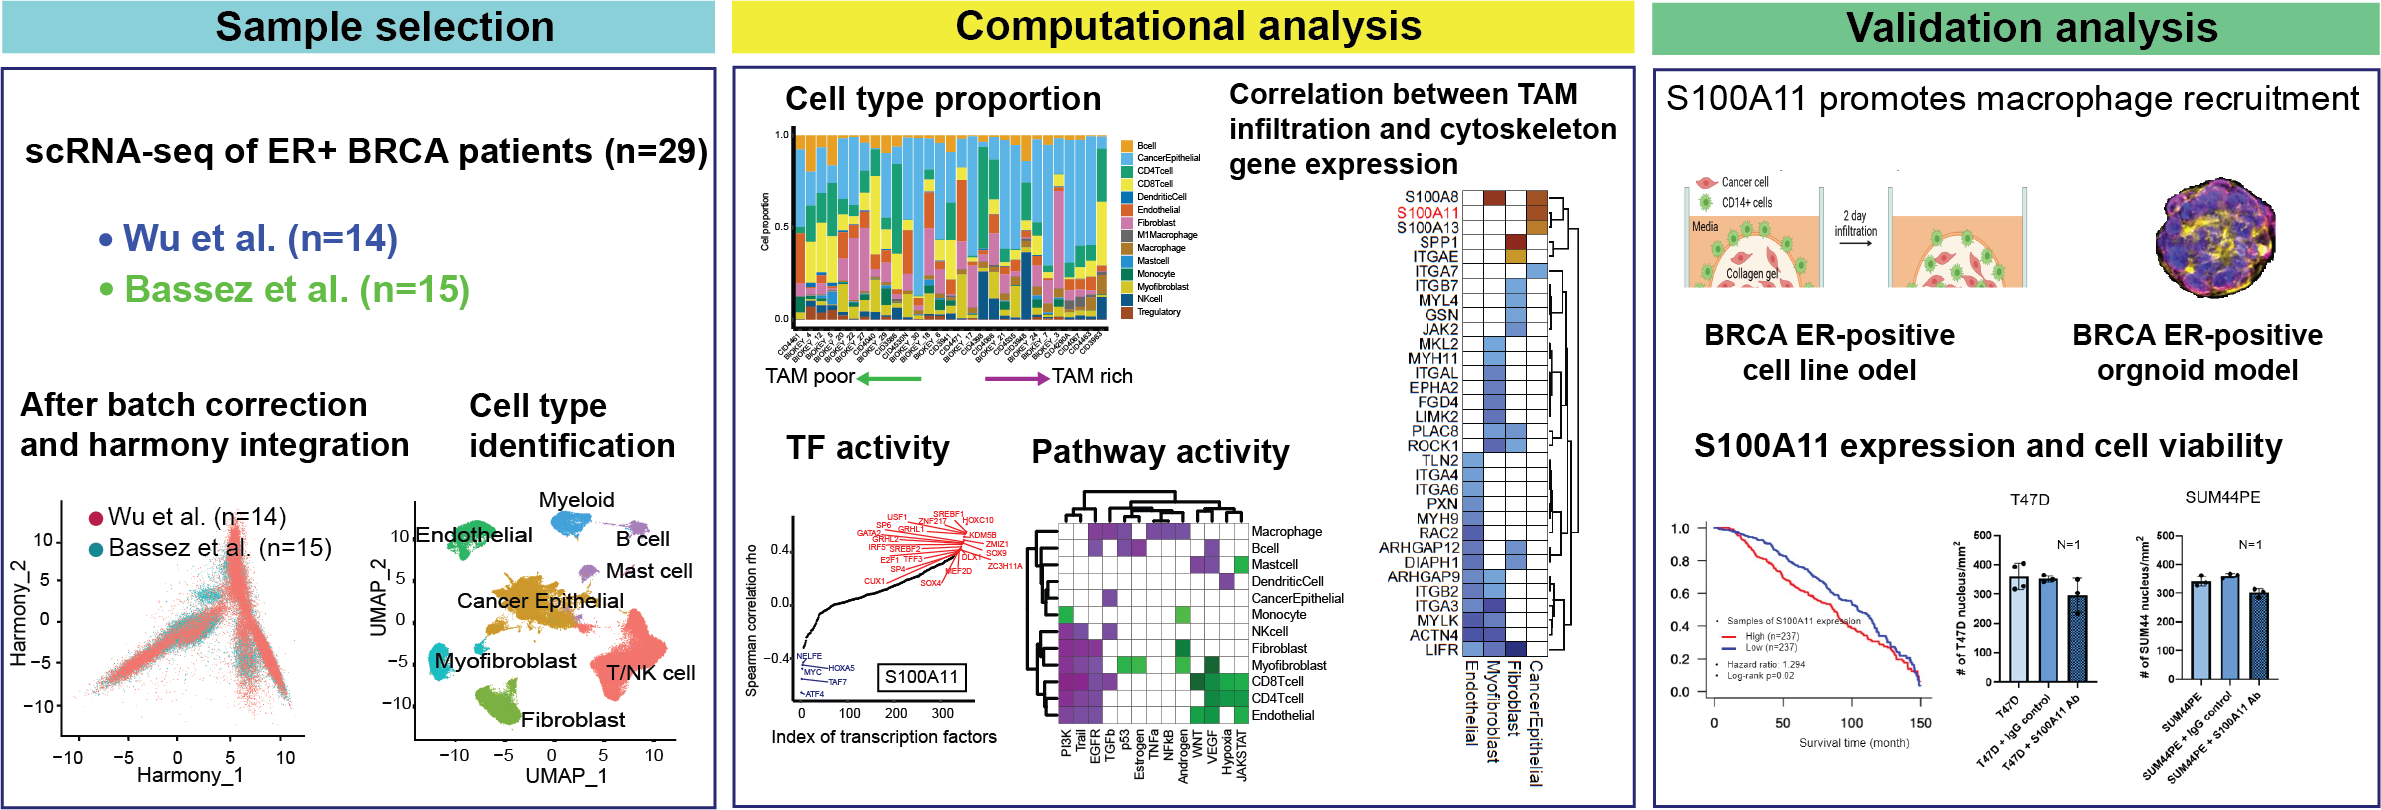 Sample selection
scRNA-seq of ER+ BRCA patients (n=29)
• Wu et al. (n=14)
• Bassez et al. (n=15)
After batch correction
and harmony integration
Wu et al. (n=14)
Bassez et al. (n=15)
Harmony_2
10
5
0
−5
−10
−10
−5
0
5
10
Harmony_1
Cell type
identification
Myeloid
Endothelial
B cell
Mast cell
Cancer Epithelial
Myofibroblast
T/NK cell
Fibroblast
UMAP_2
10
5
0
−5
−10
−10
−5
0
5
10
UMAP_1
Computational analysis
Cell type proportion
Cell proportion
1.0
0.5
0.0
Bcell
CancerEpithelial
CD4Tcell
CD8Tcell
DendriticCell
Endothelial
Fibroblast
M1Macrophage
Macrophage
Mastcell
Monocyte
Myofibroblast
NKcell
Tregulatory
TAM poor
TAM rich
TF activity
Spearman correlation rho
0.4
0.0
−0.4
SREBF1
USF1
ZNF217
HOXC10
SP6
GRHL1
GATA2
KDM5B
GRHL2
ZMIZ1
IRF5
SREBF2
SOX9
E2F1
TFF3
DLX1
ZC3H11A
SP4
MEF2D
CUX1
SOX4
NELFE
HOXA5
MYC
TAF7
ATF4
S100A11
0
100
200
300
Index of transcription factors
Pathway activity
Macrophage
Bcell
Mastcell
DendriticCell
CancerEpithelial
Monocyte
NKcell
Fibroblast
Myofibroblast
CD8Tcell
CD4Tcell
Endothelial
PI3K
Trail
EGFR
TGFb
p53
Estrogen
TNFa
NFkB
Androgen
WNT
VEGF
Hypoxia
JAKSTAT
Correlation between TAM
infiltration and cytoskeleton
gene expression
S100A8
S100A11
S100A13
SPP1
ITGAE
ITGA7
ITGB7
MYL4
GSN
JAK2
MKL2
MYH11
ITGAL
EPHA2
FGD4
LIMK2
PLAC8
ROCK1
TLN2
ITGA4
ITGA6
PXN
MYH9
RAC2
ARHGAP12
DIAPH1
ARHGAP9
ITGB2
ITGA3
MYLK
ACTN4
LIFR
Endothelial
Myofibroblast
Fibroblast
CancerEpithelial
Validation analysis
S100A11 promotes macrophage recruitment
Cancer cell
CD14+ cells
Media
Collagen gel
2 day
infiltration
BRCA ER-positive
cell line odel
BRCA ER-positive
orgnoid model
S100A11 expression and cell viability
1.0
0.8
0.6
0.4
0.2
0.0
Samples of S100A11 expression
High (n=237)
Low (n=237)
Hazard ratio: 1.294
Log-rank p=0.02
0
50
100
150
Survival time (month)
T47D
N=1
# of T47D nucleus/mm2
500
400
300
200
100
0
T47D
T47D + IgG control
T47D + S100A11 Ab
SUM44PE
N=1
# of SUM44 nucleus/mm2
500
400
300
200
100
0
SUM44PE
SUM44PE + IgG control
SUM44PE + S100A11 Ab